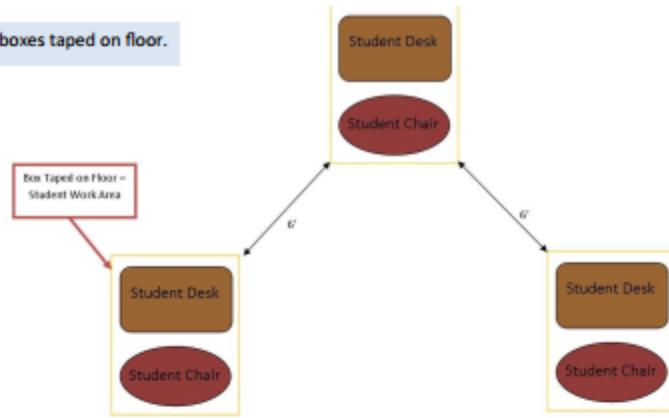 boxes taped on floor.
Student Desk
Student Chair
Box Taped on Floor =
Student Work Area
6'
6'
Student Desk
Student Chair
Student Desk
Student Chair